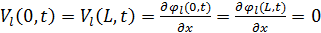 V_l(0,t) = V_l(L,t) = ∂φ_l(0,t)/∂x = ∂φ_l(L,t)/∂x = 0